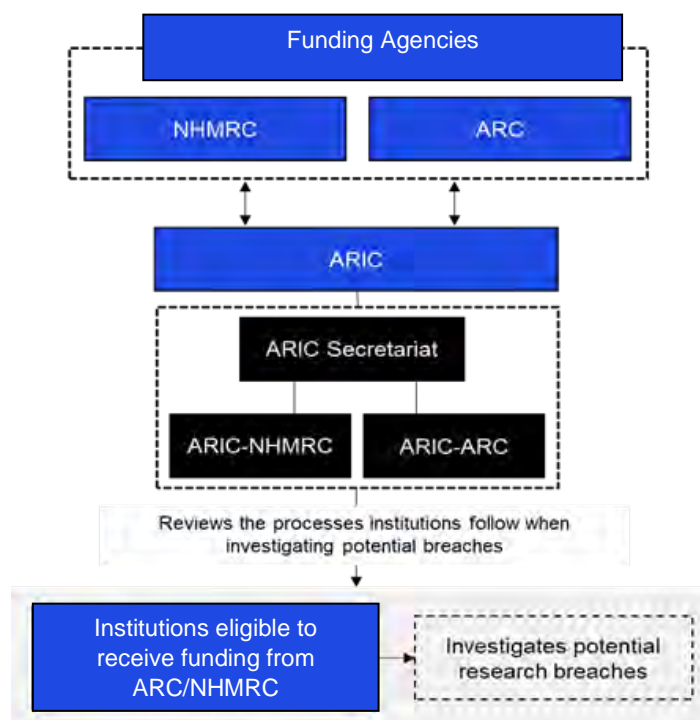 Funding Agencies
NHMRC
ARC
ARIC
ARIC Secretariat
ARIC-NHMRC
ARIC-ARC
Reviews the processes institutions follow when
investigating potential breaches
Institutions eligible to
receive funding from
ARC/NHMRC
Investigates potential
research breaches